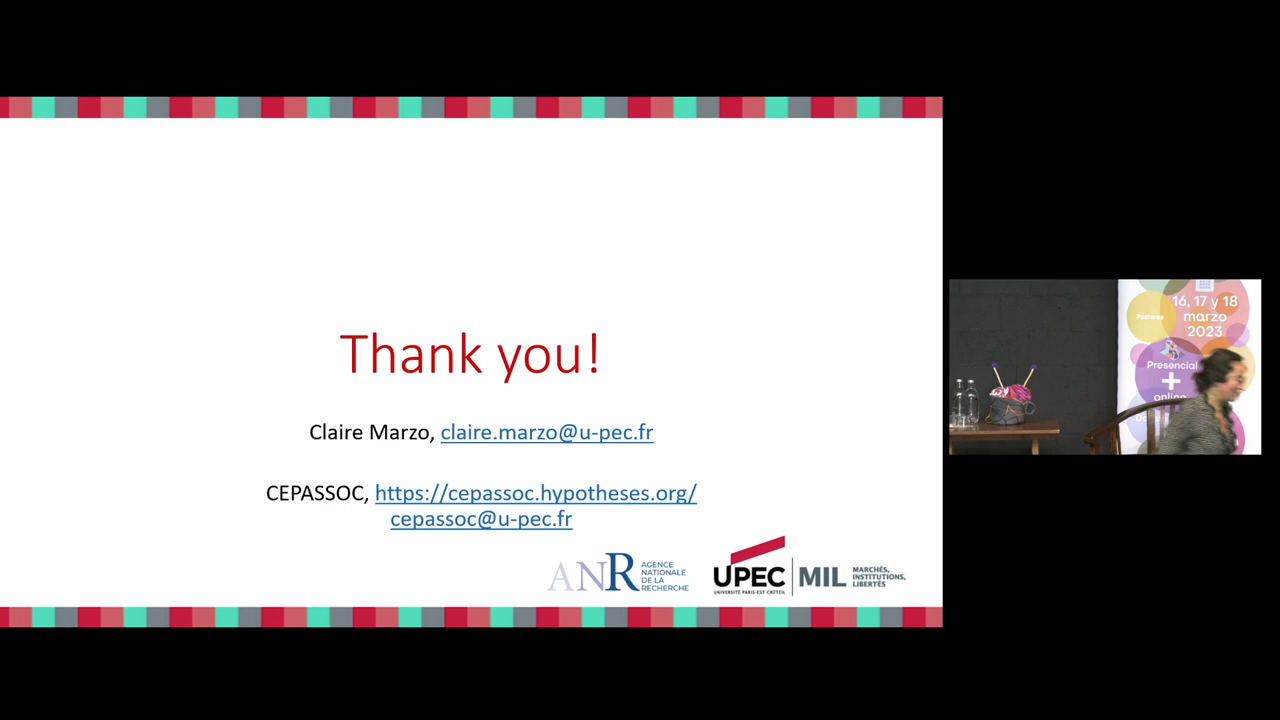 Thank you!
Claire Marzo, claire.marzo@u-pec.fr
CEPASSOC, https://cepassoc.hypotheses.org/
cepassoc@u-pec.fr
ANR AGENCE
NATIONALE
DE LA
RECHERCHE
UPEC
UNIVERSITÉ PARIS-EST CRÉTEIL
MIL MARCHÉS,
INSTITUTIONS,
LIBERTÉS
16, 17 y 18
marzo
2023
Presencial
+
online